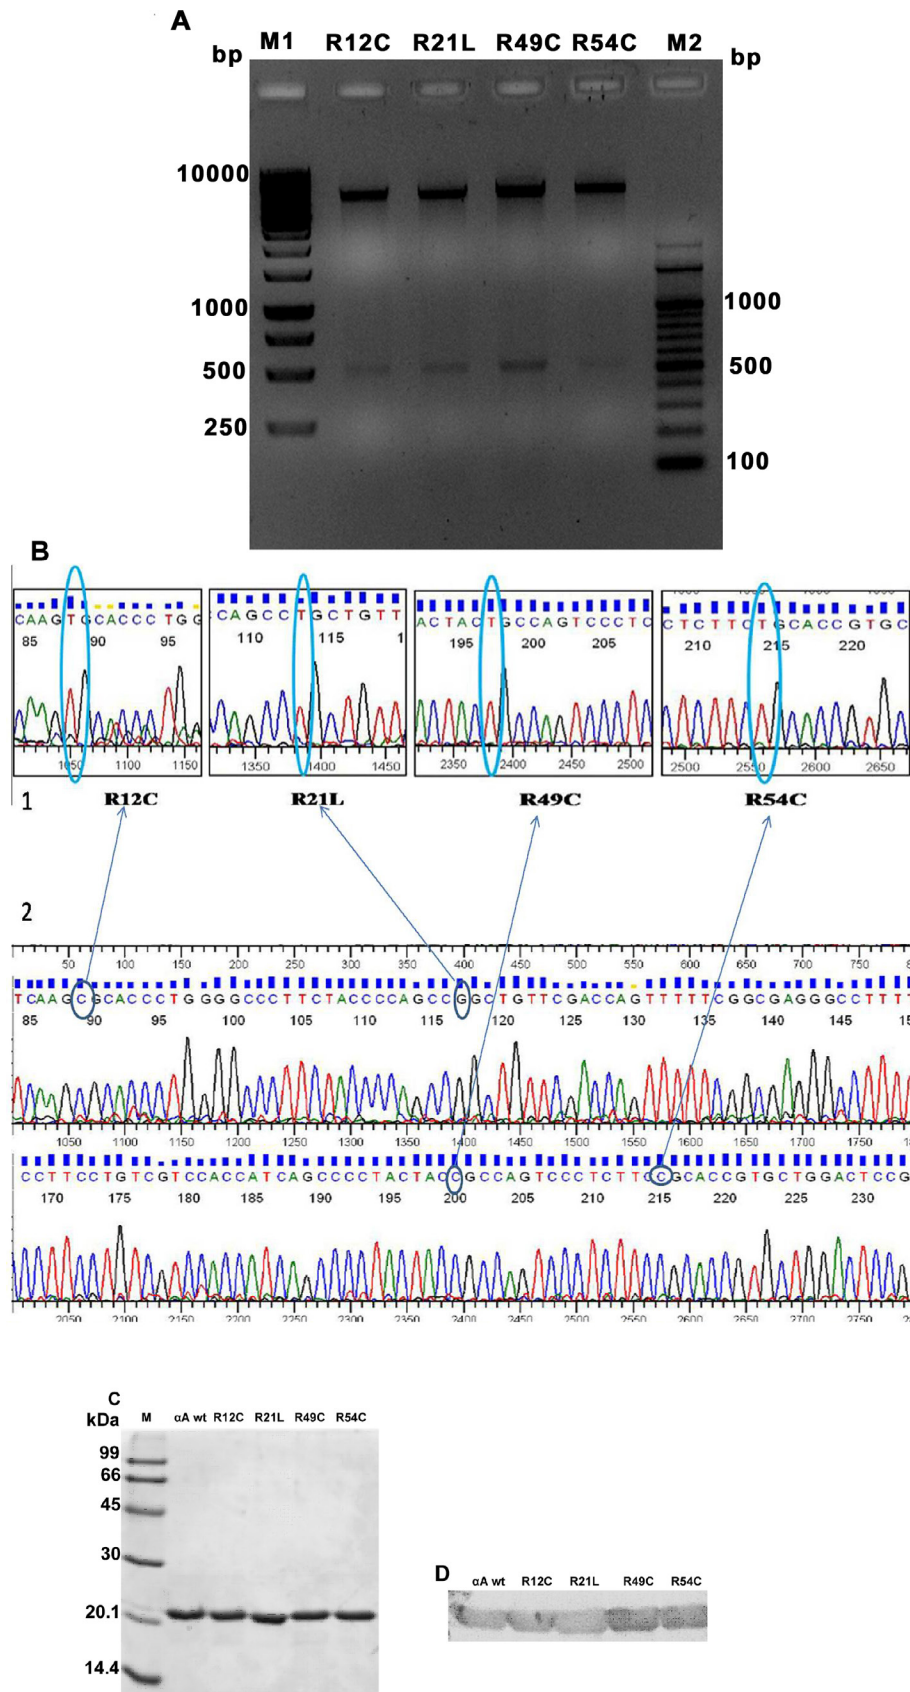 A
bp M1 R12C R21L R49C R54C M2 bp
10000
1000 1000
500 500
250
100
B
CAAGTGCACCCTGG CAGCCTGCTGTT ACTACTGCCAGTCCCTC CTCTTCTGCACCGTGC
85 90 95 110 115 1 195 200 205 210 215 220
1050 1100 1150 1350 1400 1450 2350 2400 2450 2500 2500 2550 2600 2650
1 R12C R21L R49C R54C
2
50 100 150 200 250 300 350 400 450 500 550 600 650 700 750 800
TCAAGCGCACCCTGGGGCCCTTCTACCCCAGCCGGCTGTTCGACCAGTTTTTCGGCGAGGGCCTTTT
85 90 95 100 105 110 115 120 125 130 135 140 145
1050 1100 1150 1200 1250 1300 1350 1400 1450 1500 1550 1600 1650 1700 1750
CCTTCCTGTCGTCCACCATCAGCCCCTACTACCGCCAGTCCCTCTTCCGCACCGTGCTGGACTCCG
170 175 180 185 190 195 200 205 210 215 220 225 230
2050 2100 2150 2200 2250 2300 2350 2400 2450 2500 2550 2600 2650 2700 2750
C
kDa M αA wt R12C R21L R49C R54C
99
66
45
30
20.1
14.4
D αA wt R12C R21L R49C R54C